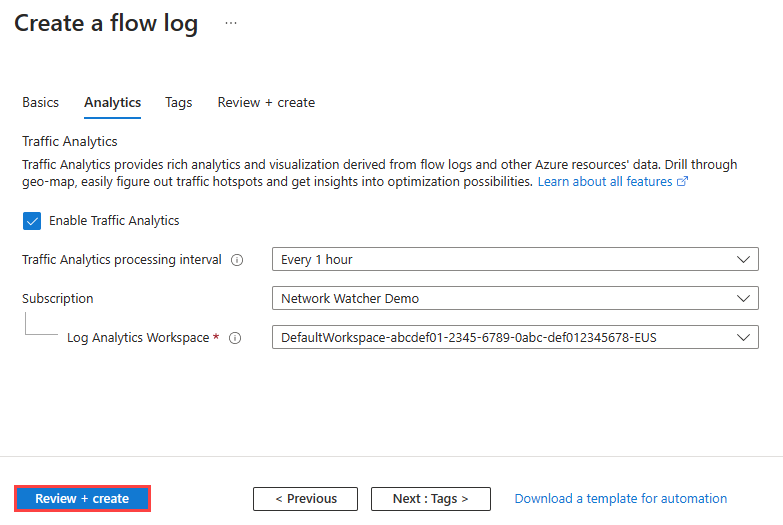 Create a flow log ...
Basics Analytics Tags Review + create
Traffic Analytics
Traffic Analytics provides rich analytics and visualization derived from flow logs and other Azure resources' data. Drill through
geo-map, easily figure out traffic hotspots and get insights into optimization possibilities. Learn about all features
Enable Traffic Analytics
Traffic Analytics processing interval Every 1 hour
Subscription Network Watcher Demo
Log Analytics Workspace * DefaultWorkspace-abcdef01-2345-6789-0abc-def012345678-EUS
Review + create < Previous Next : Tags > Download a template for automation